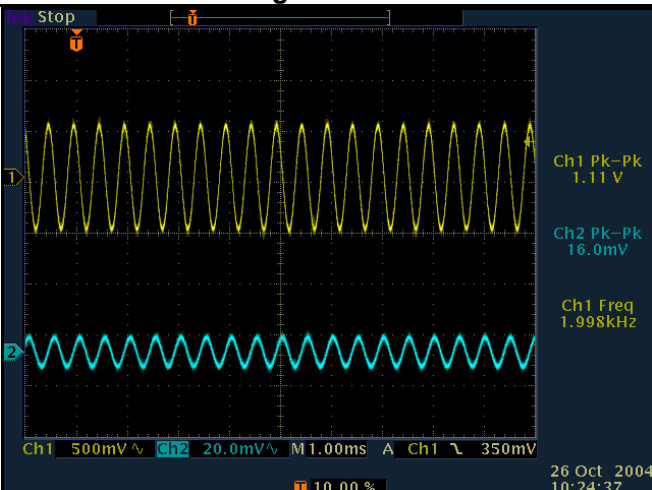 Tek Stop
T
T
1
Ch1 Pk-Pk
1.11 V
Ch2 Pk-Pk
16.0mV
Ch1 Freq
1.998kHz
2
Ch1 500mV∿ Ch2 20.0mV∿ M 1.00ms A Ch1 ⍀ 350mV
26 Oct 2004
T 10.00 % 10:24:37